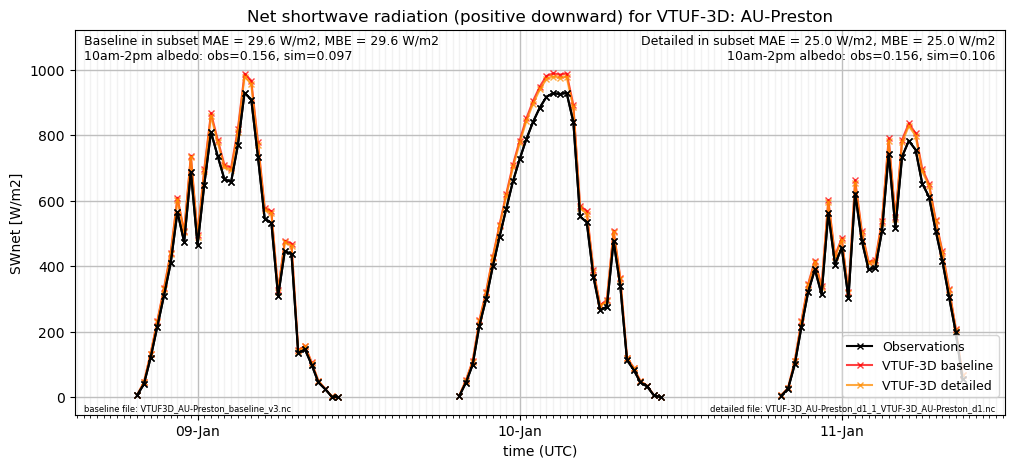 Net shortwave radiation (positive downward) for VTUF-3D: AU-Preston
Baseline in subset MAE = 29.6 W/m2, MBE = 29.6 W/m2
10am-2pm albedo: obs=0.156, sim=0.097
Detailed in subset MAE = 25.0 W/m2, MBE = 25.0 W/m2
10am-2pm albedo: obs=0.156, sim=0.106
SWnet [W/m2]
1000
800
600
400
200
0
Observations
VTUF-3D baseline
VTUF-3D detailed
baseline file: VTUF3D_AU-Preston_baseline_v3.nc
detailed file: VTUF-3D_AU-Preston_d1_1_VTUF-3D_AU-Preston_d1.nc
09-Jan
10-Jan
11-Jan
time (UTC)